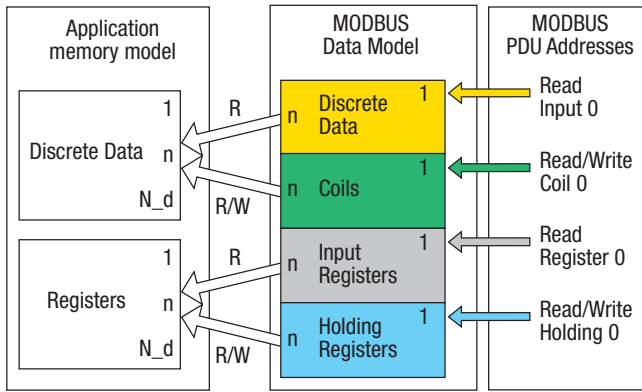 Application
memory model
1
Discrete Data
n
N_d
1
Registers
n
N_d
R
R/W
R
R/W
MODBUS
Data Model
1
n
Discrete
Data
1
n
Coils
1
n
Input
Registers
1
n
Holding
Registers
MODBUS
PDU Addresses
Read
Input 0
Read/Write
Coil 0
Read
Register 0
Read/Write
Holding 0